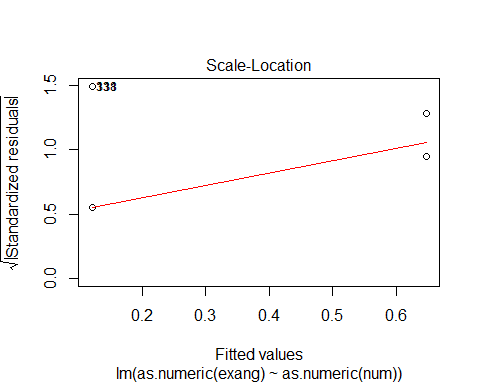 Scale-Location
√|Standardized residuals|
1.5
1.0
0.5
0.0
0.2 0.3 0.4 0.5 0.6
Fitted values
lm(as.numeric(exang) ~ as.numeric(num))